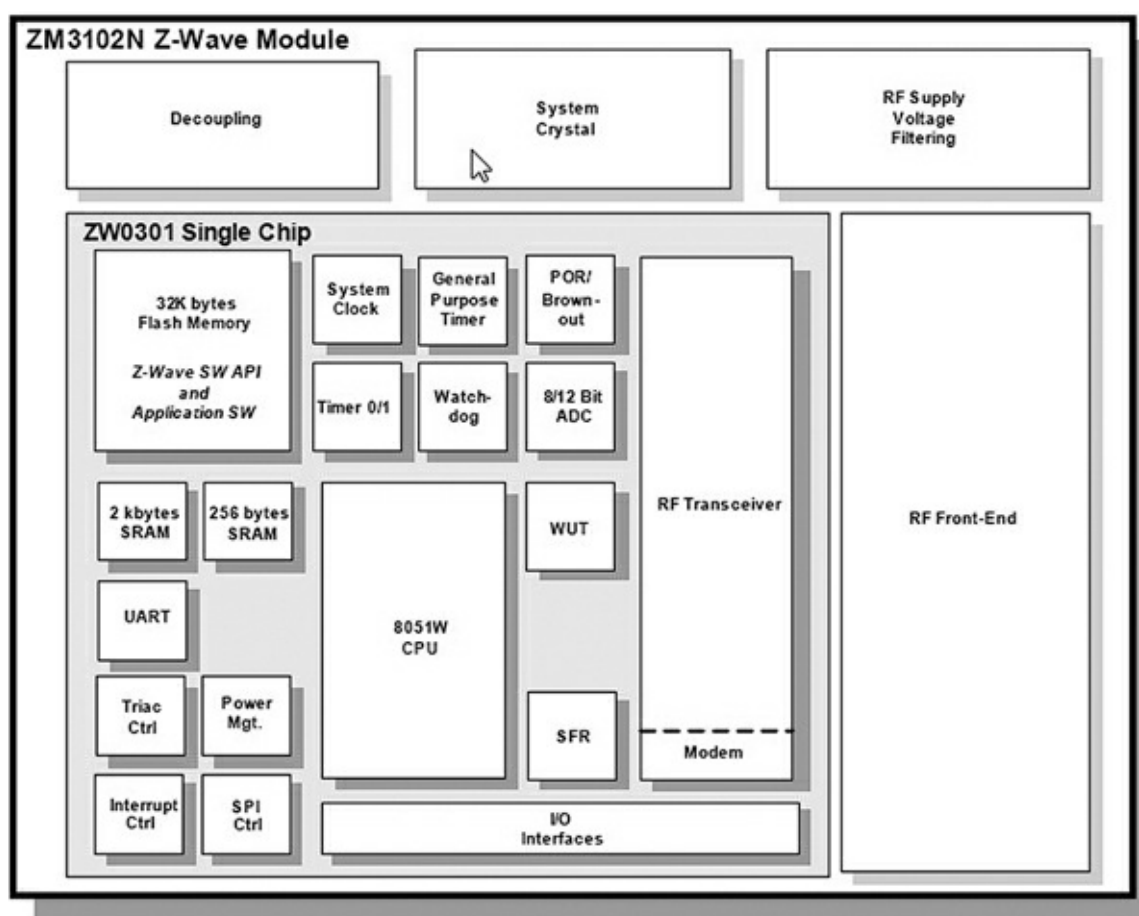 ZM3102N Z-Wave Module
Decoupling
System
Crystal
RF Supply
Voltage
Filtering
ZW0301 Single Chip
32K bytes
Flash Memory
Z-Wave SW API
and
Application SW
System
Clock
General
Purpose
Timer
POR/
Brown-
out
Timer 0/1
Watch-
dog
8/12 Bit
ADC
2 kbytes
SRAM
256 bytes
SRAM
UART
Triac
Ctrl
Power
Mgt.
Interrupt
Ctrl
SPI
Ctrl
8051W
CPU
WUT
SFR
RF Transceiver
Modem
I/O
Interfaces
RF Front-End